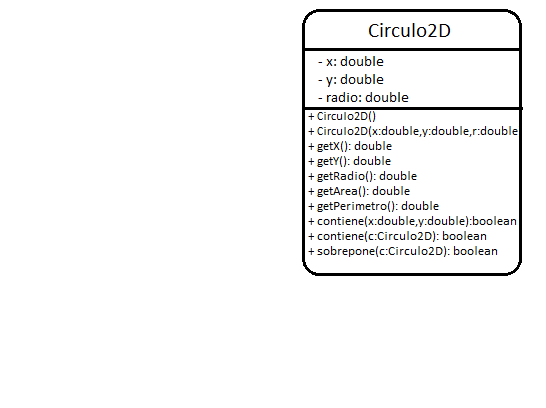 Circulo2D
- x: double
- y: double
- radio: double
+ Circulo2D()
+ Circulo2D(x:double,y:double,r:double
+ getX(): double
+ getY(): double
+ getRadio(): double
+ getArea(): double
+ getPerimetro(): double
+ contiene(x:double,y:double):boolean
+ contiene(c:Circulo2D): boolean
+ sobrepone(c:Circulo2D): boolean